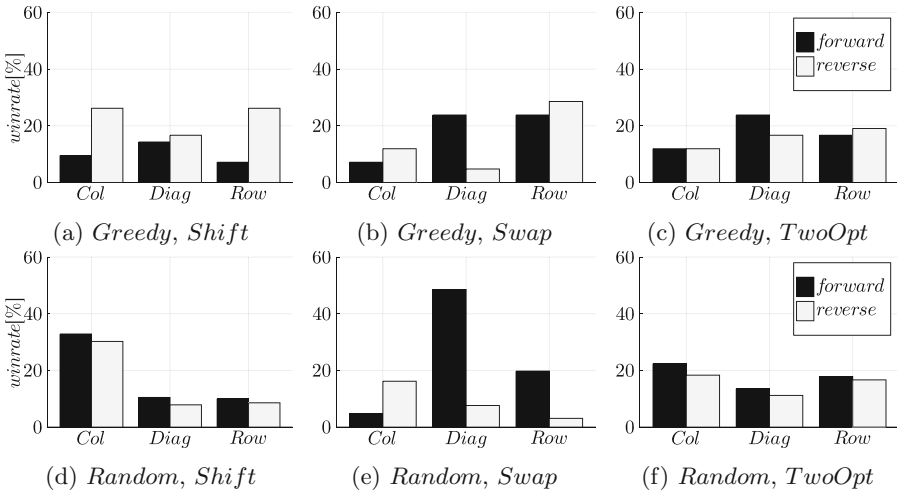 60
40
20
0
winrate[%]
Col Diag Row
(a) Greedy, Shift
60
40
20
0
Col Diag Row
(b) Greedy, Swap
60
40
20
0
forward
reverse
Col Diag Row
(c) Greedy, TwoOpt
60
40
20
0
winrate[%]
Col Diag Row
(d) Random, Shift
60
40
20
0
Col Diag Row
(e) Random, Swap
60
40
20
0
forward
reverse
Col Diag Row
(f) Random, TwoOpt